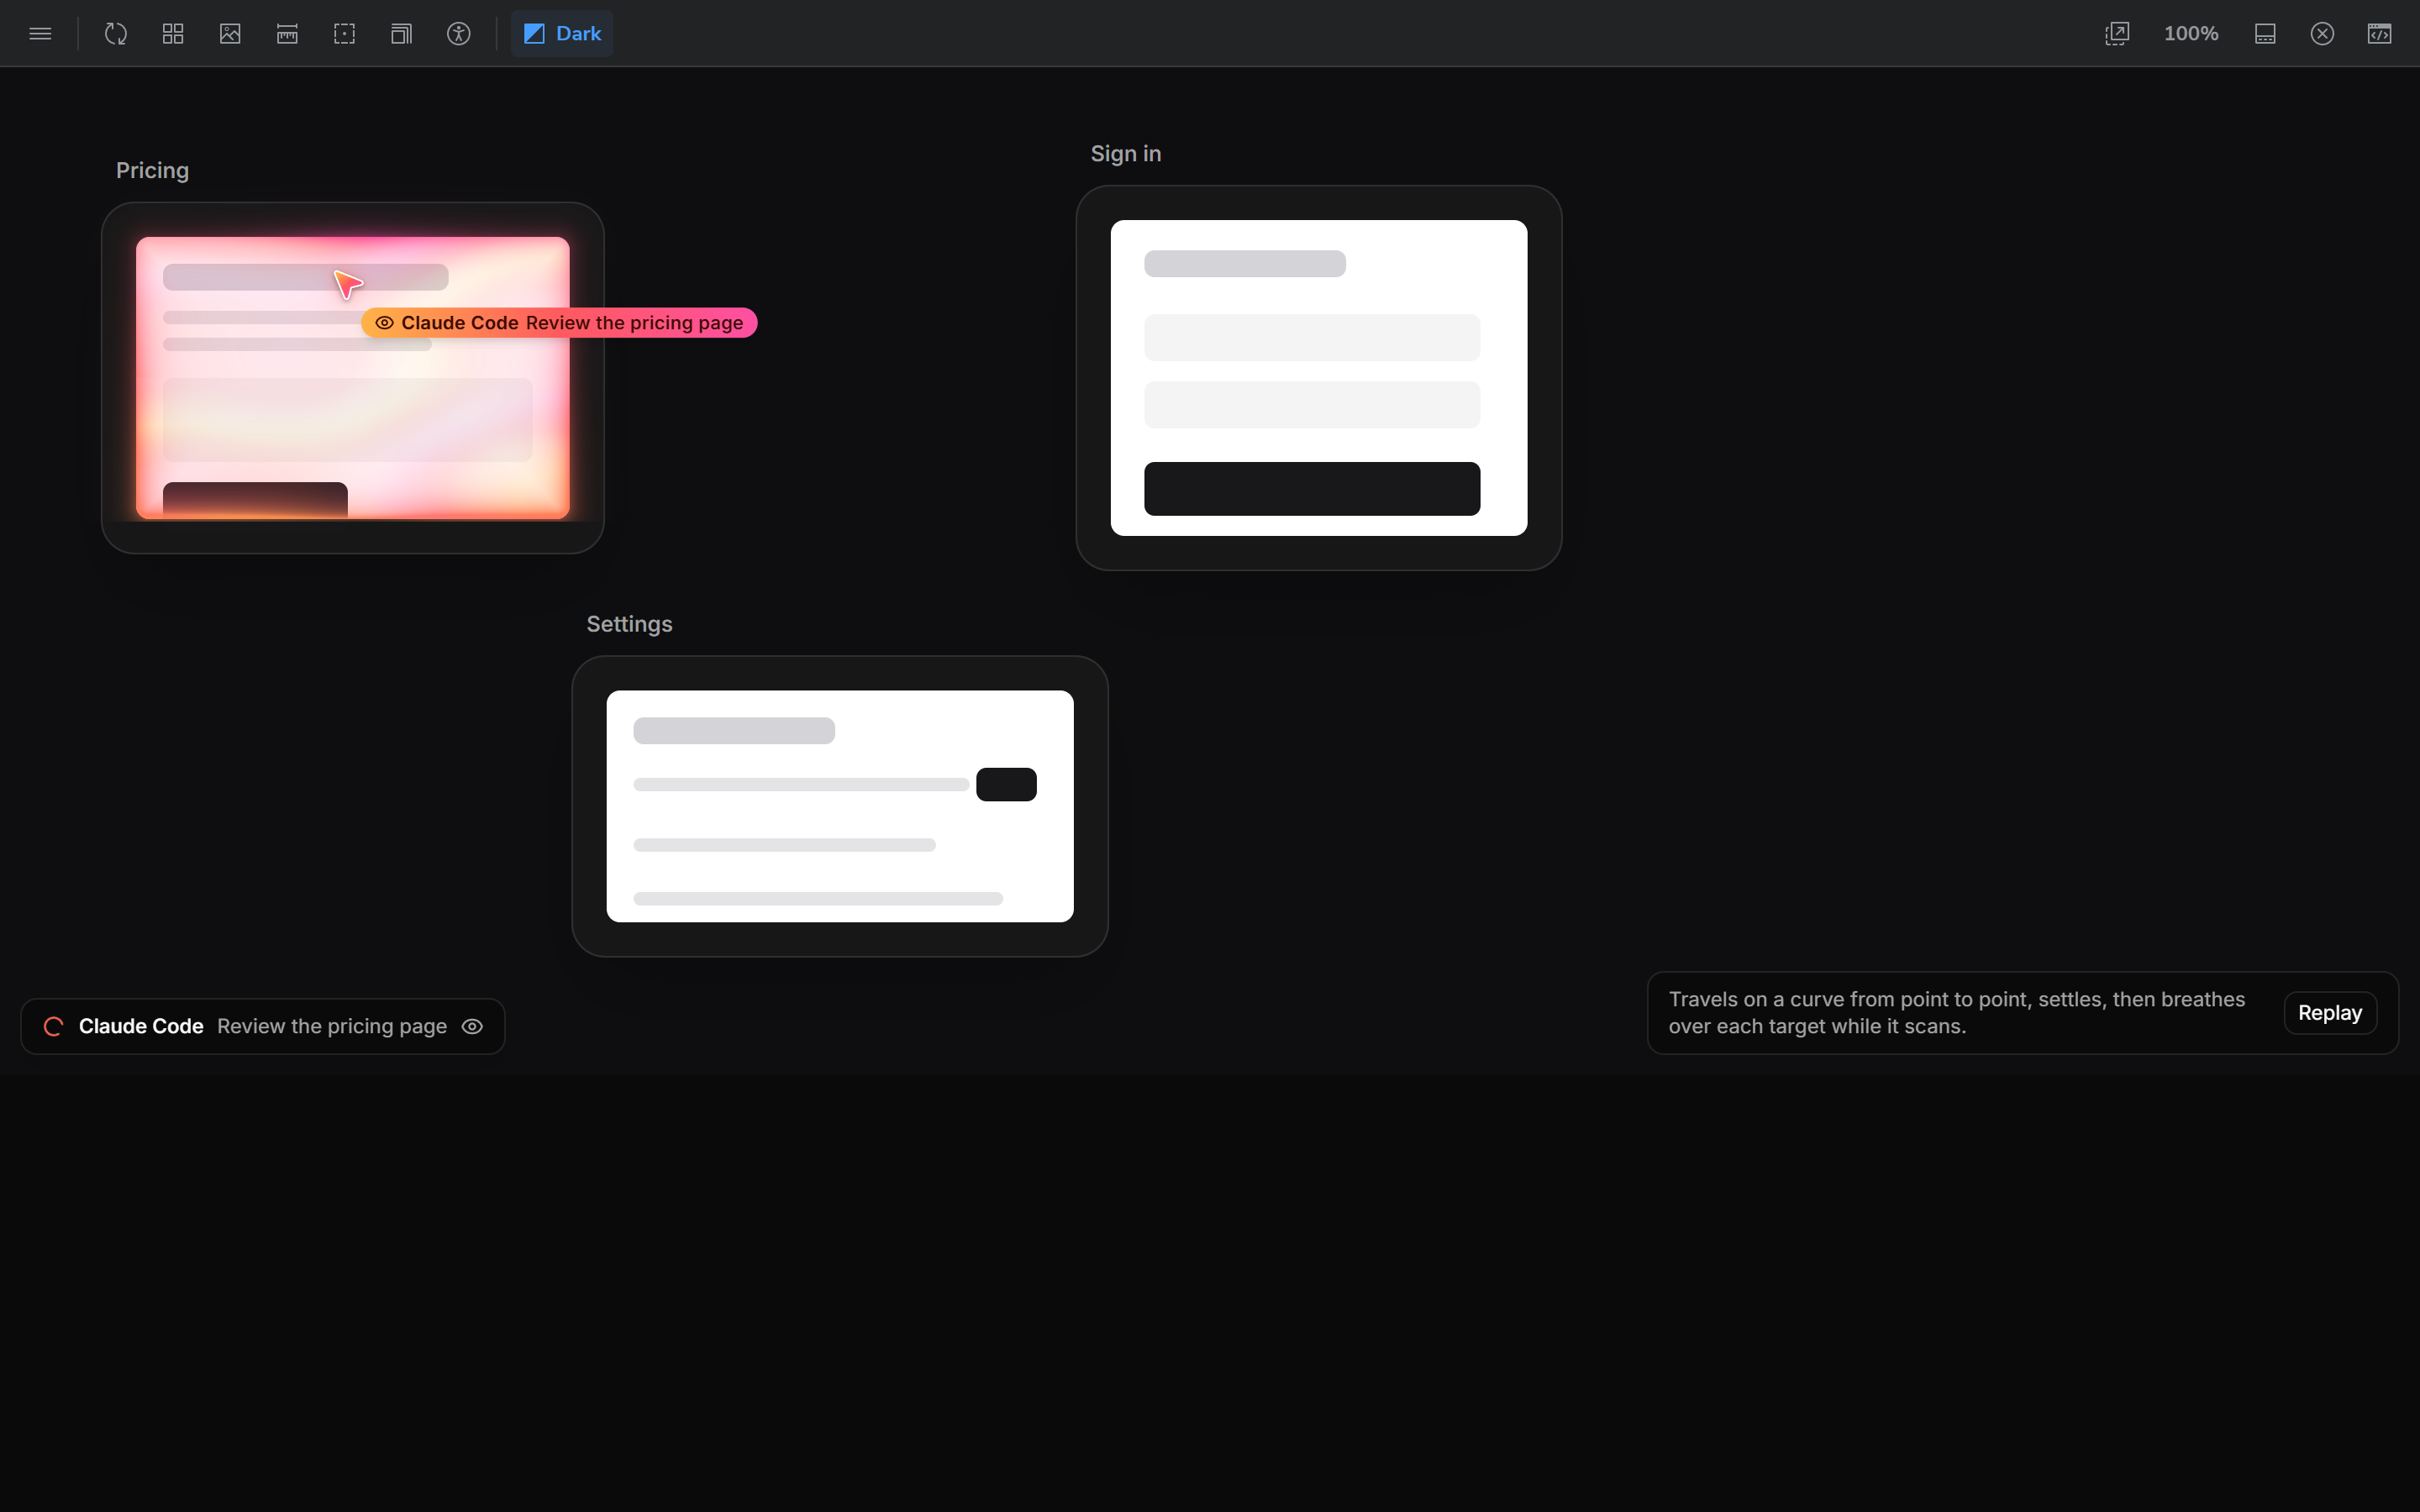 Dark
100%
Pricing
Sign in
Claude Code Review the pricing page
Settings
Claude Code Review the pricing page
Travels on a curve from point to point, settles, then breathes
over each target while it scans.
Replay